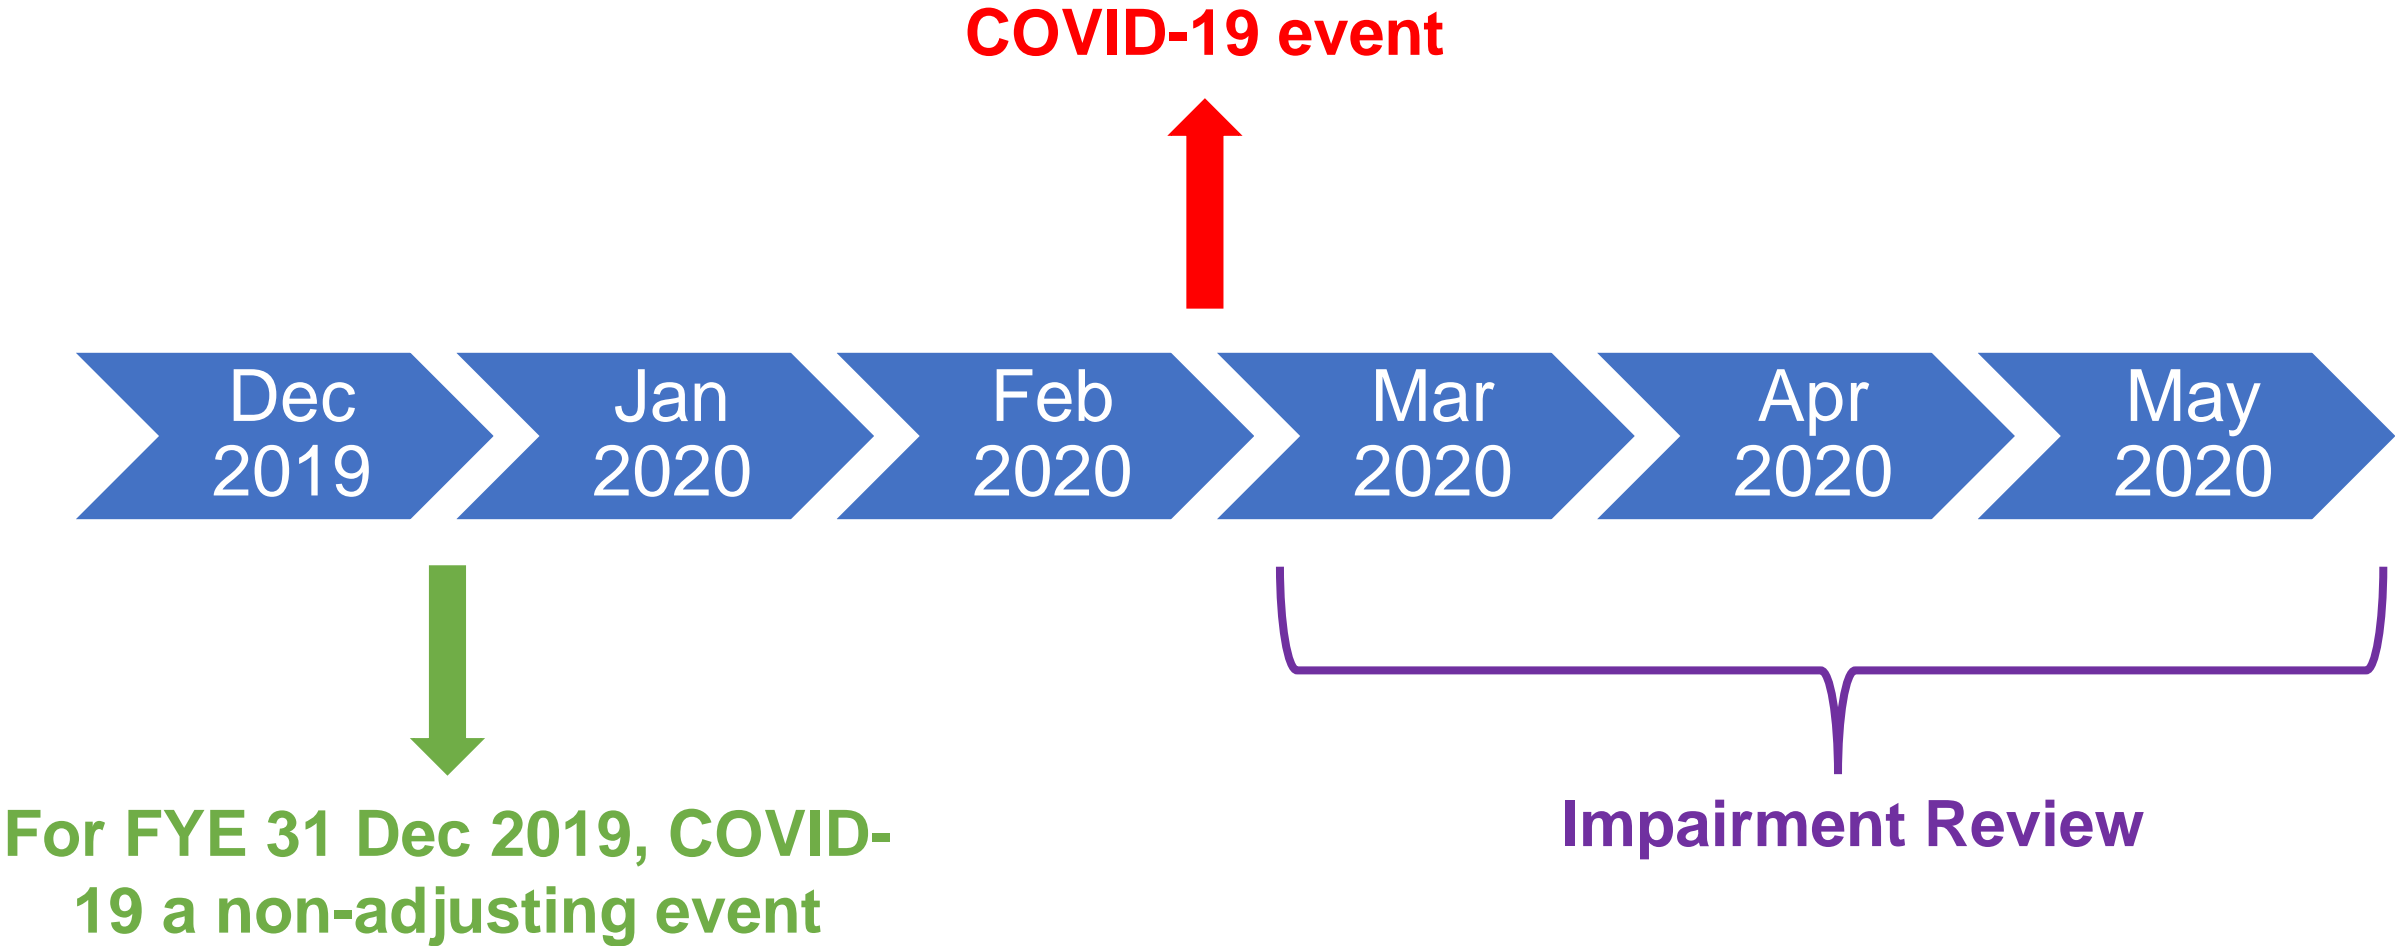 COVID-19 event
Dec
2019
Jan
2020
Feb
2020
Mar
2020
Apr
2020
May
2020
For FYE 31 Dec 2019, COVID-
19 a non-adjusting event
Impairment Review